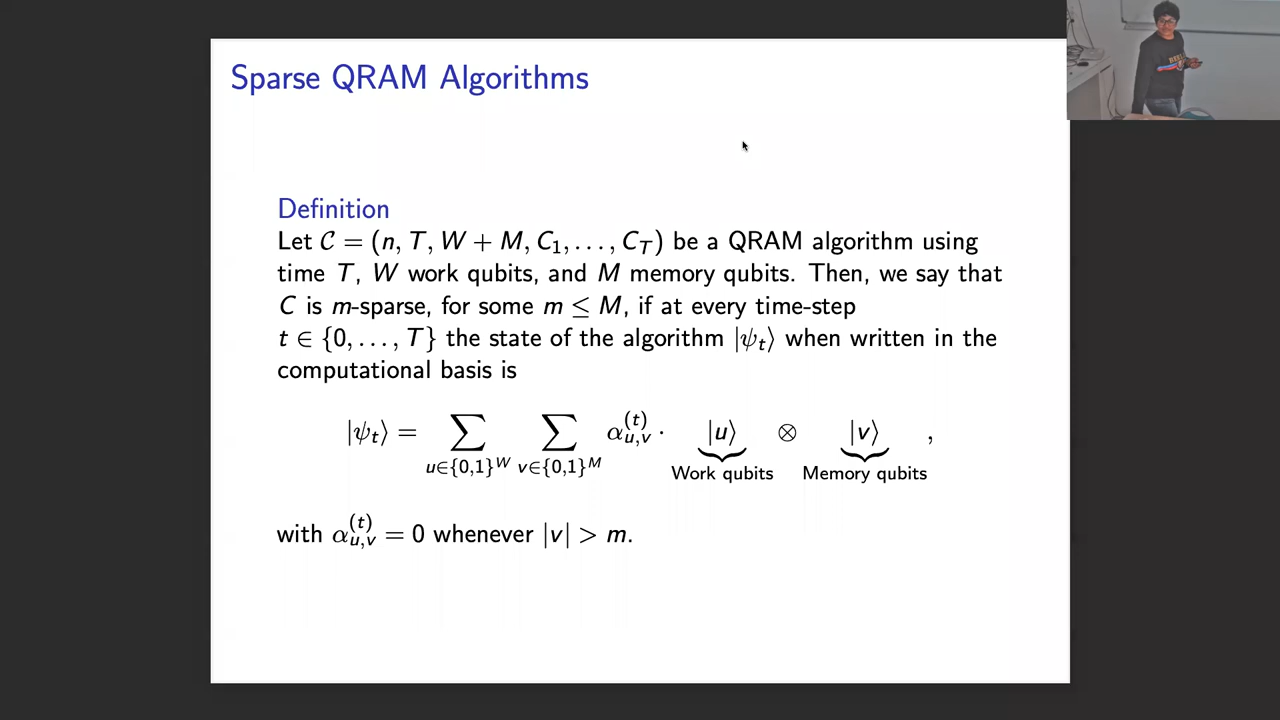 Sparse QRAM Algorithms
Definition
Let 𝒞 = (n, T, W + M, C₁, . . . , C_T) be a QRAM algorithm using
time T, W work qubits, and M memory qubits. Then, we say that
C is m-sparse, for some m ≤ M, if at every time-step
t ∈ {0, . . . , T} the state of the algorithm |ψ_t⟩ when written in the
computational basis is
|ψ_t⟩ = ∑_{u∈{0,1}^W} ∑_{v∈{0,1}^M} α_{u,v}^{(t)} · |u⟩ ⊗ |v⟩ ,
Work qubits Memory qubits
with α_{u,v}^{(t)} = 0 whenever |v| > m.